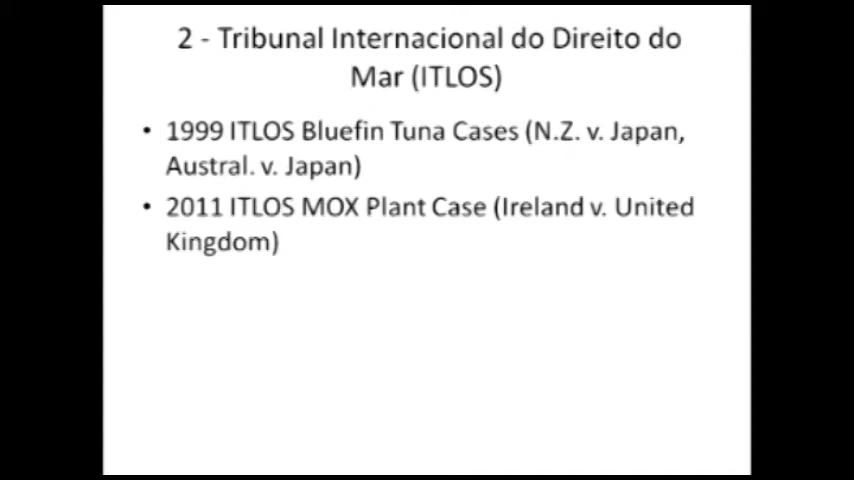 2 - Tribunal Internacional do Direito do
Mar (ITLOS)
• 1999 ITLOS Bluefin Tuna Cases (N.Z. v. Japan,
Austral. v. Japan)
• 2011 ITLOS MOX Plant Case (Ireland v. United
Kingdom)